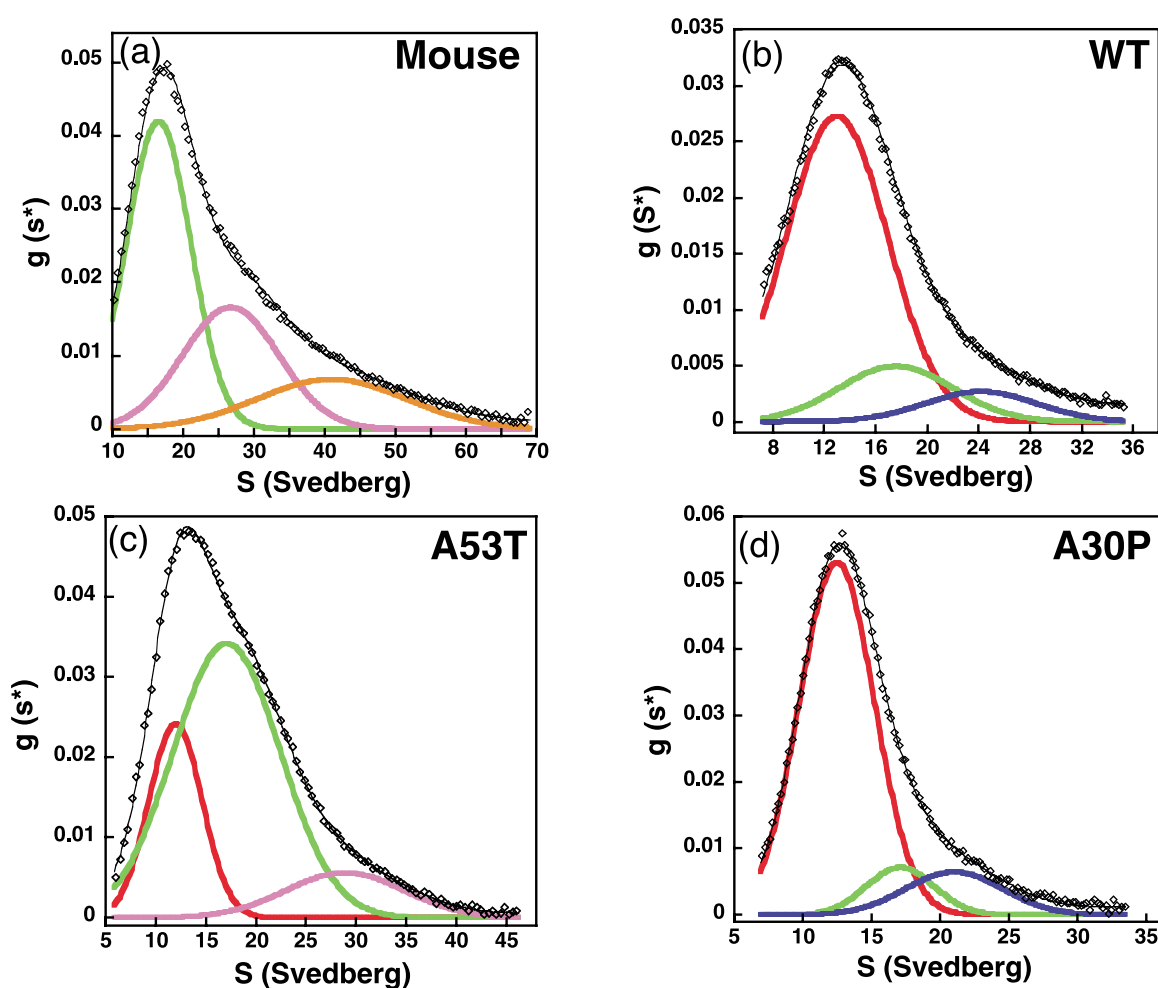 (a) Mouse
0.05
0.04
0.03
0.02
0.01
0
g (s*)
10 20 30 40 50 60 70
S (Svedberg)
(b) WT
0.035
0.03
0.025
0.02
0.015
0.01
0.005
0
g (S*)
8 12 16 20 24 28 32 36
S (Svedberg)
(c) A53T
0.05
0.04
0.03
0.02
0.01
0
g (s*)
5 10 15 20 25 30 35 40 45
S (Svedberg)
(d) A30P
0.06
0.05
0.04
0.03
0.02
0.01
0
g (s*)
5 10 15 20 25 30 35
S (Svedberg)